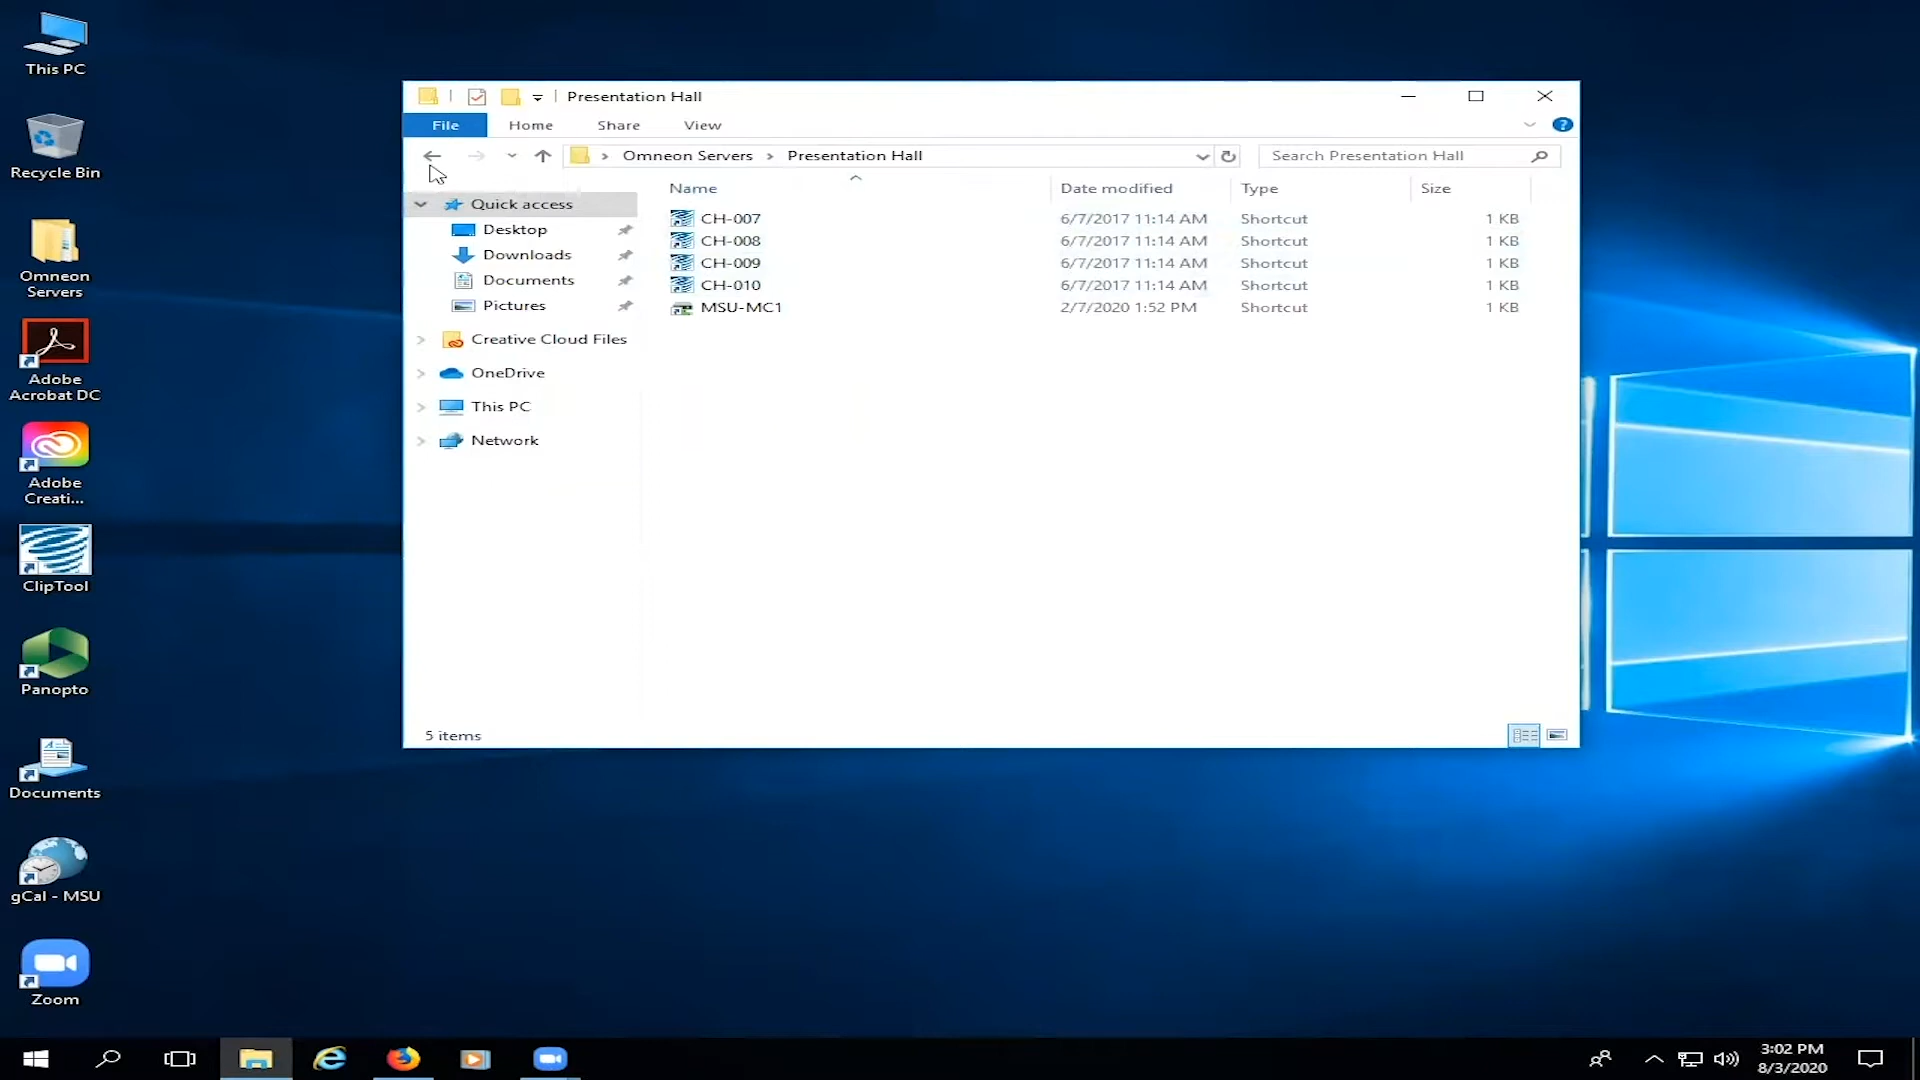 This PC
Recycle Bin
Omneon
Servers
Adobe
Acrobat DC
Adobe
Creati...
ClipTool
Panopto
Documents
gCal - MSU
Zoom
Presentation Hall
File Home Share View
Omneon Servers Presentation Hall
Search Presentation Hall
Quick access
Desktop
Downloads
Documents
Pictures
Creative Cloud Files
OneDrive
This PC
Network
Name Date modified Type Size
CH-007 6/7/2017 11:14 AM Shortcut 1 KB
CH-008 6/7/2017 11:14 AM Shortcut 1 KB
CH-009 6/7/2017 11:14 AM Shortcut 1 KB
CH-010 6/7/2017 11:14 AM Shortcut 1 KB
MSU-MC1 2/7/2020 1:52 PM Shortcut 1 KB
5 items
3:02 PM
8/3/2020